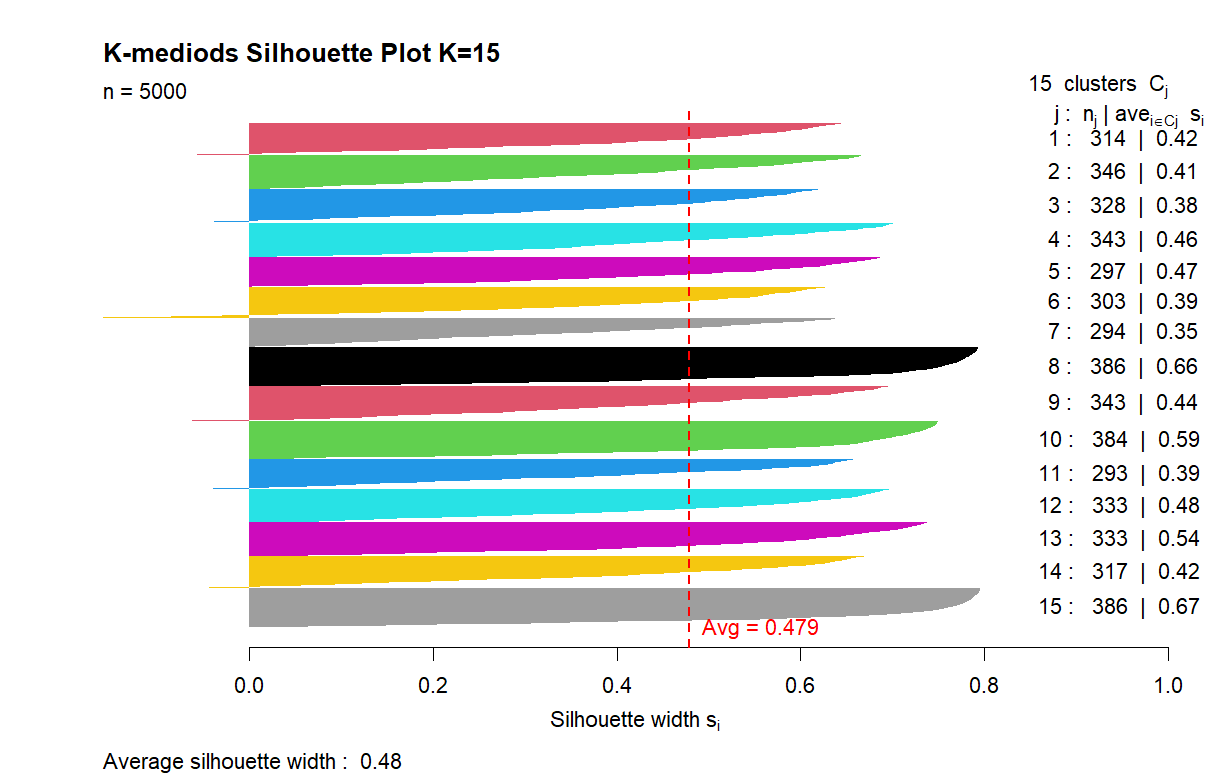 K-mediods Silhouette Plot K=15
n = 5000
15 clusters Cj
j : nj | avei∈Cj si
1 : 314 | 0.42
2 : 346 | 0.41
3 : 328 | 0.38
4 : 343 | 0.46
5 : 297 | 0.47
6 : 303 | 0.39
7 : 294 | 0.35
8 : 386 | 0.66
9 : 343 | 0.44
10 : 384 | 0.59
11 : 293 | 0.39
12 : 333 | 0.48
13 : 333 | 0.54
14 : 317 | 0.42
15 : 386 | 0.67
Avg = 0.479
0.0 0.2 0.4 0.6 0.8 1.0
Silhouette width si
Average silhouette width : 0.48